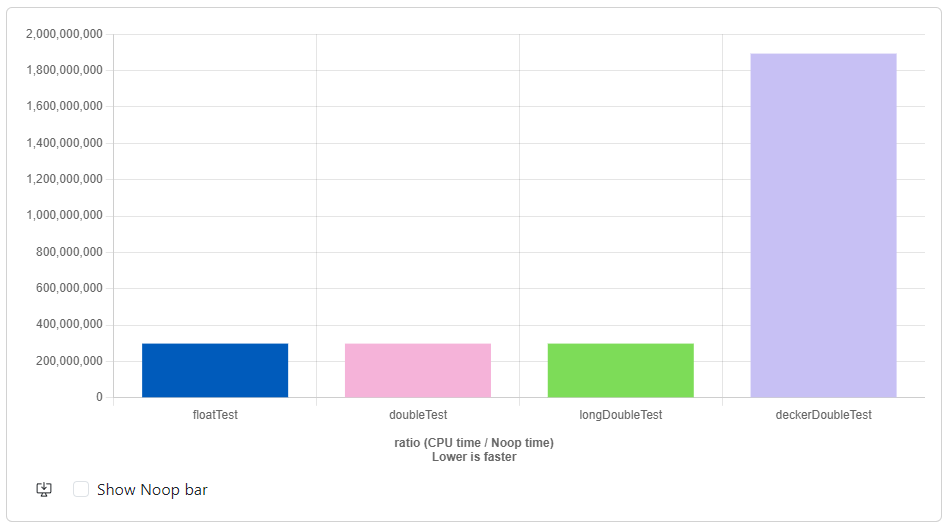 2,000,000,000
1,800,000,000
1,600,000,000
1,400,000,000
1,200,000,000
1,000,000,000
800,000,000
600,000,000
400,000,000
200,000,000
0
floatTest doubleTest longDoubleTest deckerDoubleTest
ratio (CPU time / Noop time)
Lower is faster
Show Noop bar